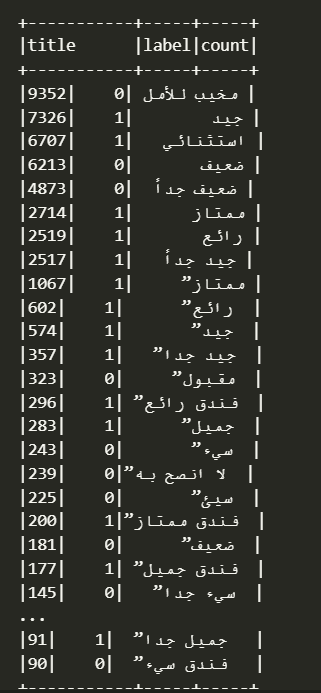 +-----------+-----+-----+
|title |label|count|
+-----------+-----+-----+
|9352| 0| مخيب للأمل |
|7326| 1| جيد |
|6707| 1| استثنائي |
|6213| 0| ضعيف |
|4873| 0| ضعيف جداً |
|2714| 1| ممتاز |
|2519| 1| رائع |
|2517| 1| جيد جداً |
|1067| 1| ممتاز” |
|602| 1| رائع” |
|574| 1| جيد” |
|357| 1| جيد جدا” |
|323| 0| مقبول” |
|296| 1| فندق رائع” |
|283| 1| جميل” |
|243| 0| سيء” |
|239| 0| لا انصح به” |
|225| 0| سيئ” |
|200| 1| فندق ممتاز” |
|181| 0| ضعيف” |
|177| 1| فندق جميل” |
|145| 0| سيء جدا” |
...
|91| 1| جميل جدا” |
|90| 0| فندق سيء” |
+-----------+-----+-----+